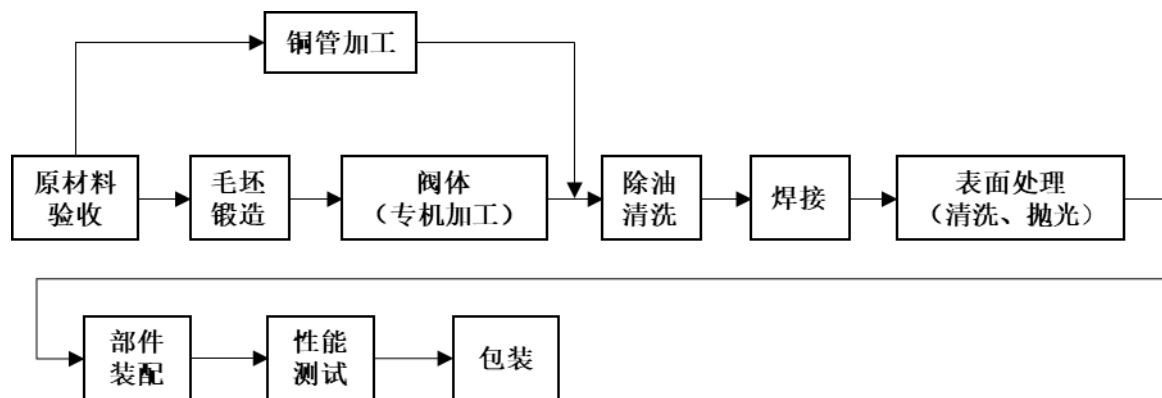 铜管加工
原材料
验收
毛坯
锻造
阀体
（专机加工）
除油
清洗
焊接
表面处理
（清洗、抛光）
部件
装配
性能
测试
包装